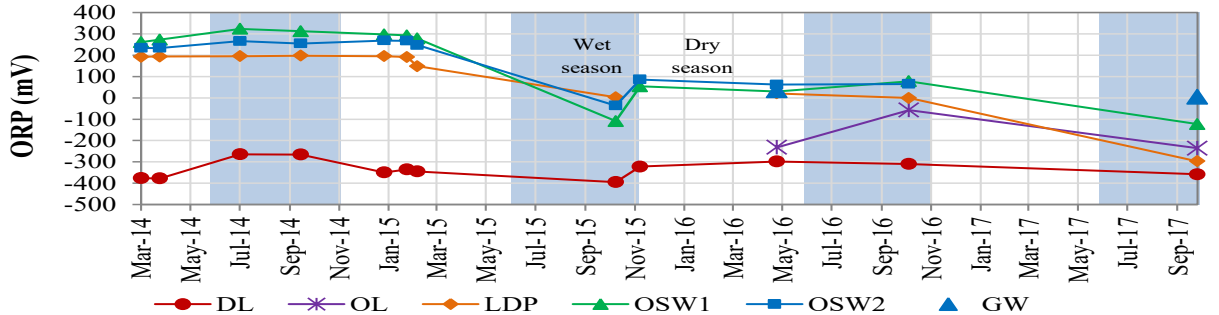 400
300
200
100
0
-100
-200
-300
-400
-500
ORP (mV)
Wet season
Dry season
Mar-14 May-14 Jul-14 Sep-14 Nov-14 Jan-15 Mar-15 May-15 Jul-15 Sep-15 Nov-15 Jan-16 Mar-16 May-16 Jul-16 Sep-16 Nov-16 Jan-17 Mar-17 May-17 Jul-17 Sep-17
DL OL LDP OSW1 OSW2 GW